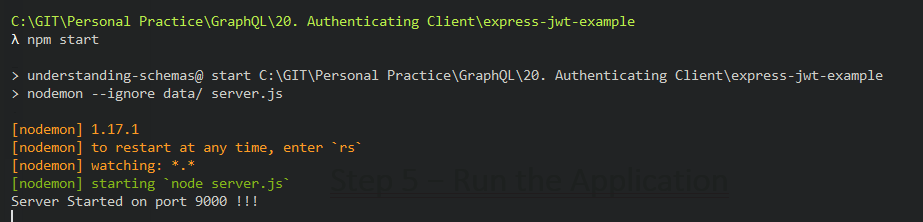 C:\GIT\Personal Practice\GraphQL\20. Authenticating Client\express-jwt-example
λ npm start
> understanding-schemas@ start C:\GIT\Personal Practice\GraphQL\20. Authenticating Client\express-jwt-example
> nodemon --ignore data/ server.js
[nodemon] 1.17.1
[nodemon] to restart at any time, enter `rs`
[nodemon] watching: *.*
[nodemon] starting `node server.js`
Step 5 – Run the Application
Server Started on port 9000 !!!